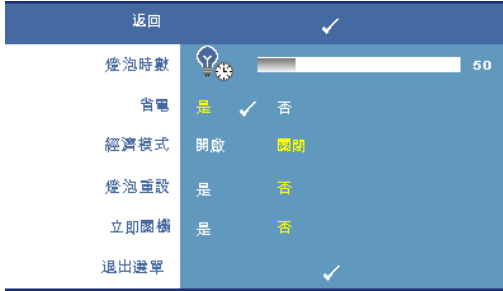 返回
燈泡時數 50
省電 是 否
經濟模式 開啟 關閉
燈泡重設 是 否
立即關機 是 否
退出選單